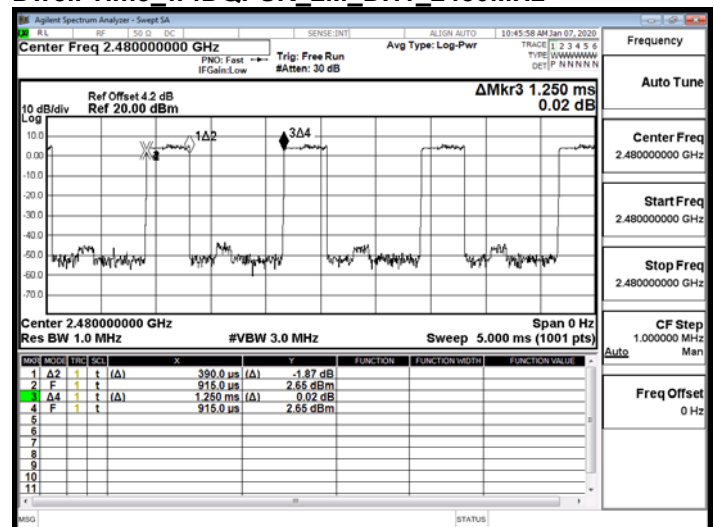 Agilent Spectrum Analyzer - Swept SA
RL RF 50 Ω DC SENSE:INT ALIGN AUTO 10:45:58 AM Jan 07, 2020
Center Freq 2.480000000 GHz
PNO: Fast
IFGain:Low
Trig: Free Run
#Atten: 30 dB
Avg Type: Log-Pwr
TRACE 1 2 3 4 5 6
TYPE WWWWWW
DET P N N N N N
Frequency
ΔMkr3 1.250 ms
0.02 dB
Ref Offset 4.2 dB
10 dB/div Ref 20.00 dBm
Log
10.0
0.00
-10.0
-20.0
-30.0
-40.0
-50.0
-60.0
-70.0
1Δ2
3Δ4
Center 2.480000000 GHz Span 0 Hz
Res BW 1.0 MHz #VBW 3.0 MHz Sweep 5.000 ms (1001 pts)
MKR MODE TRC SCL X Y FUNCTION FUNCTION WIDTH FUNCTION VALUE
1 Δ2 1 t (Δ) 390.0 µs (Δ) -1.87 dB
2 F 1 t 915.0 µs 2.65 dBm
3 Δ4 1 t (Δ) 1.250 ms (Δ) 0.02 dB
4 F 1 t 915.0 µs 2.65 dBm
5
6
7
8
9
10
11
MSG STATUS
Auto Tune
Center Freq
2.480000000 GHz
Start Freq
2.480000000 GHz
Stop Freq
2.480000000 GHz
CF Step
1.000000 MHz
Auto Man
Freq Offset
0 Hz